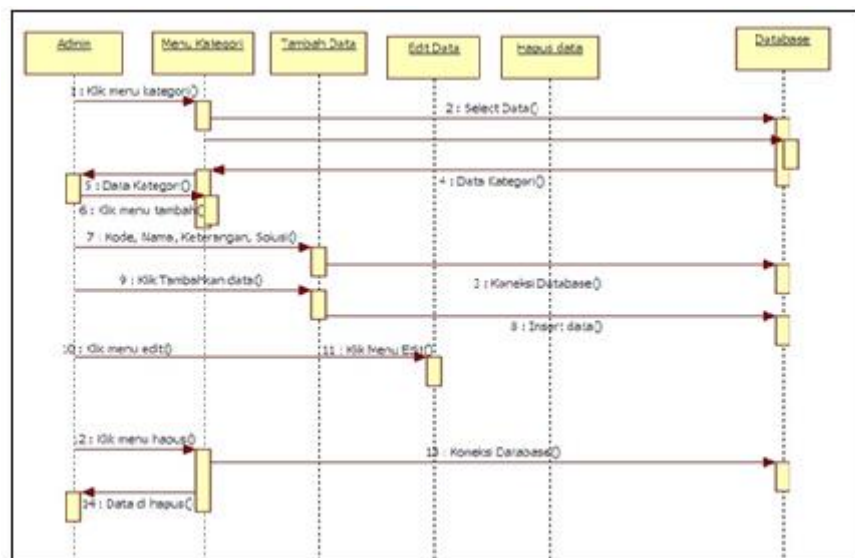 Admin
Menu Kategori
Tambah Data
Edit Data
Hapus data
Database
1 : Klik menu kategori()
2 : Select Data()
4 : Data Kategori()
5 : Data Kategori()
6 : Klik menu tambah()
7 : Kode, Nama, Keterangan, Solusi()
3 : Koneksi Database()
9 : Klik Tambahkan data()
8 : Insert data()
10 : Klik menu edit()
11 : Klik Menu Edit()
12 : Klik menu hapus()
13 : Koneksi Database()
14 : Data di hapus()